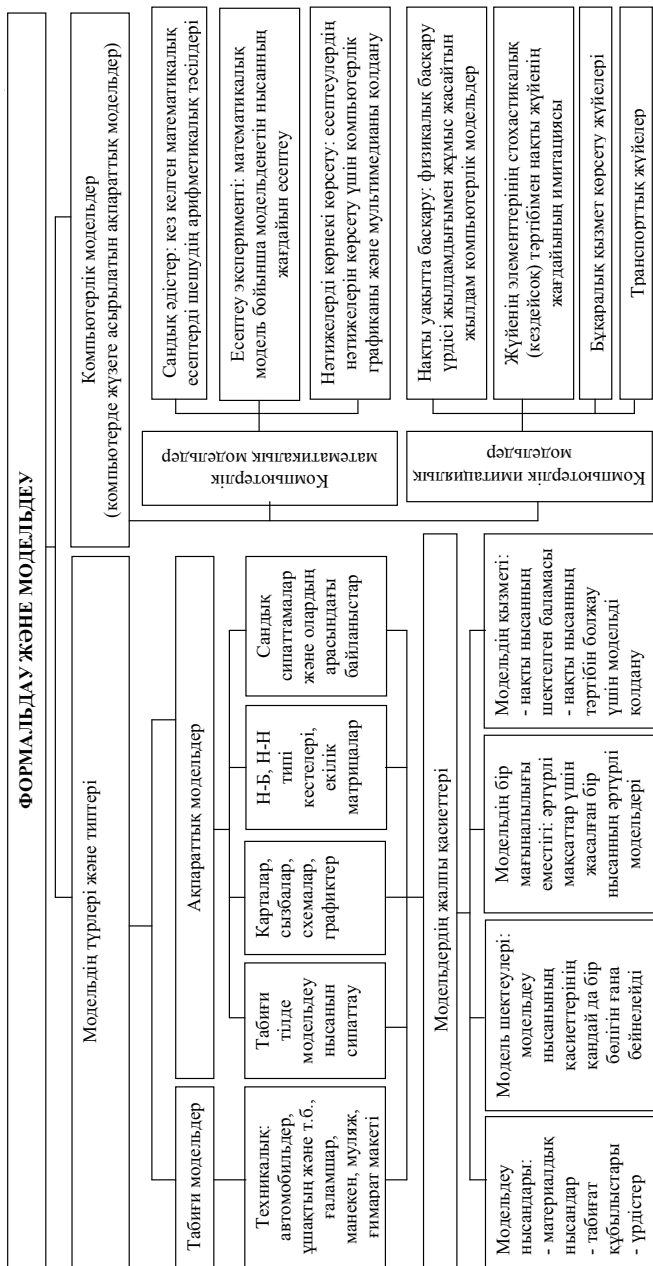 ФОРМАЛЬДАУ ЖӘНЕ МОДЕЛЬДЕУ
Модельдің түрлері және типтері
Табиғи модельдер
Техникалық:
автомобильдер,
ұшақтың және т.б.,
ғаламшар,
манекен, муляж,
ғимарат макеті
Ақпараттық модельдер
Табиғи
тілде
модельдеу
нысанын
сипаттау
Карталар,
сызбалар,
схемалар,
графиктер
Н-Б, Н-Н
типі
кестелері,
екілік
матрицалар
Сандық
сипаттамалар
және олардың
арасындағы
байланыстар
Модельдердің жалпы қасиеттері
Модельдеу
нысандары:
- материалдық
нысандар
- табиғат
құбылыстары
- үрдістер
Модель шектеулері:
модельдеу
нысанының
қасиеттерінің
қандай да бір
бөлігін ғана
бейнелейді
Модельдің бір
мағыналылығы
еместігі: әртүрлі
мақсаттар үшін
жасалған бір
нысанның әртүрлі
модельдері
Модельдің қызметі:
- нақты нысанның
шектелген баламасы
- нақты нысанның
тәртібін болжау
үшін модельді
қолдану
Компьютерлік модельдер
(компьютерде жүзеге асырылатын ақпараттық модельдер)
Компьютерлік
математикалық модельдер
Сандық әдістер: кез келген математикалық
есептерді шешудің арифметикалық тәсілдері
Есептеу эксперименті: математикалық
модель бойынша модельденетін нысанның
жағдайын есептеу
Нәтижелерді көрнекі көрсету: есептеулердің
нәтижелерін көрсету үшін компьютерлік
графиканы және мультимедианы қолдану
Компьютерлік имитациялық
модельдер
Нақты уақытта басқару: физикалық басқару
үрдісі жылдамдығымен жұмыс жасайтын
жылдам компьютерлік модельдер
Жүйенің элементтерінің стохастикалық
(кездейсоқ) тәртібімен нақты жүйенің
жағдайының имитациясы
Бұқаралық қызмет көрсету жүйелері
Транспорттық жүйелер